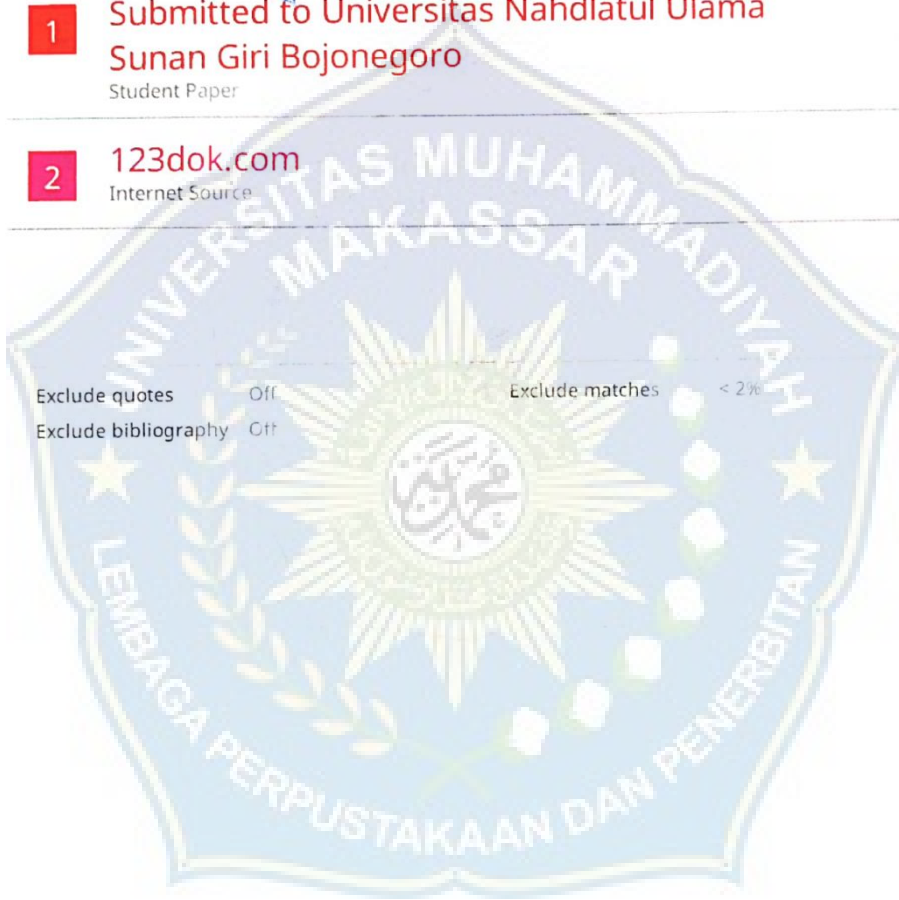 1
Submitted to Universitas Nahdlatul Ulama
Sunan Giri Bojonegoro
Student Paper
2
123dok.com
Internet Source
UNIVERSITAS MUHAMMADIYAH
MAKASSAR
Exclude quotes Off
Exclude matches < 2%
Exclude bibliography Off
LEMBAGA PERPUSTAKAAN DAN PENERBITAN